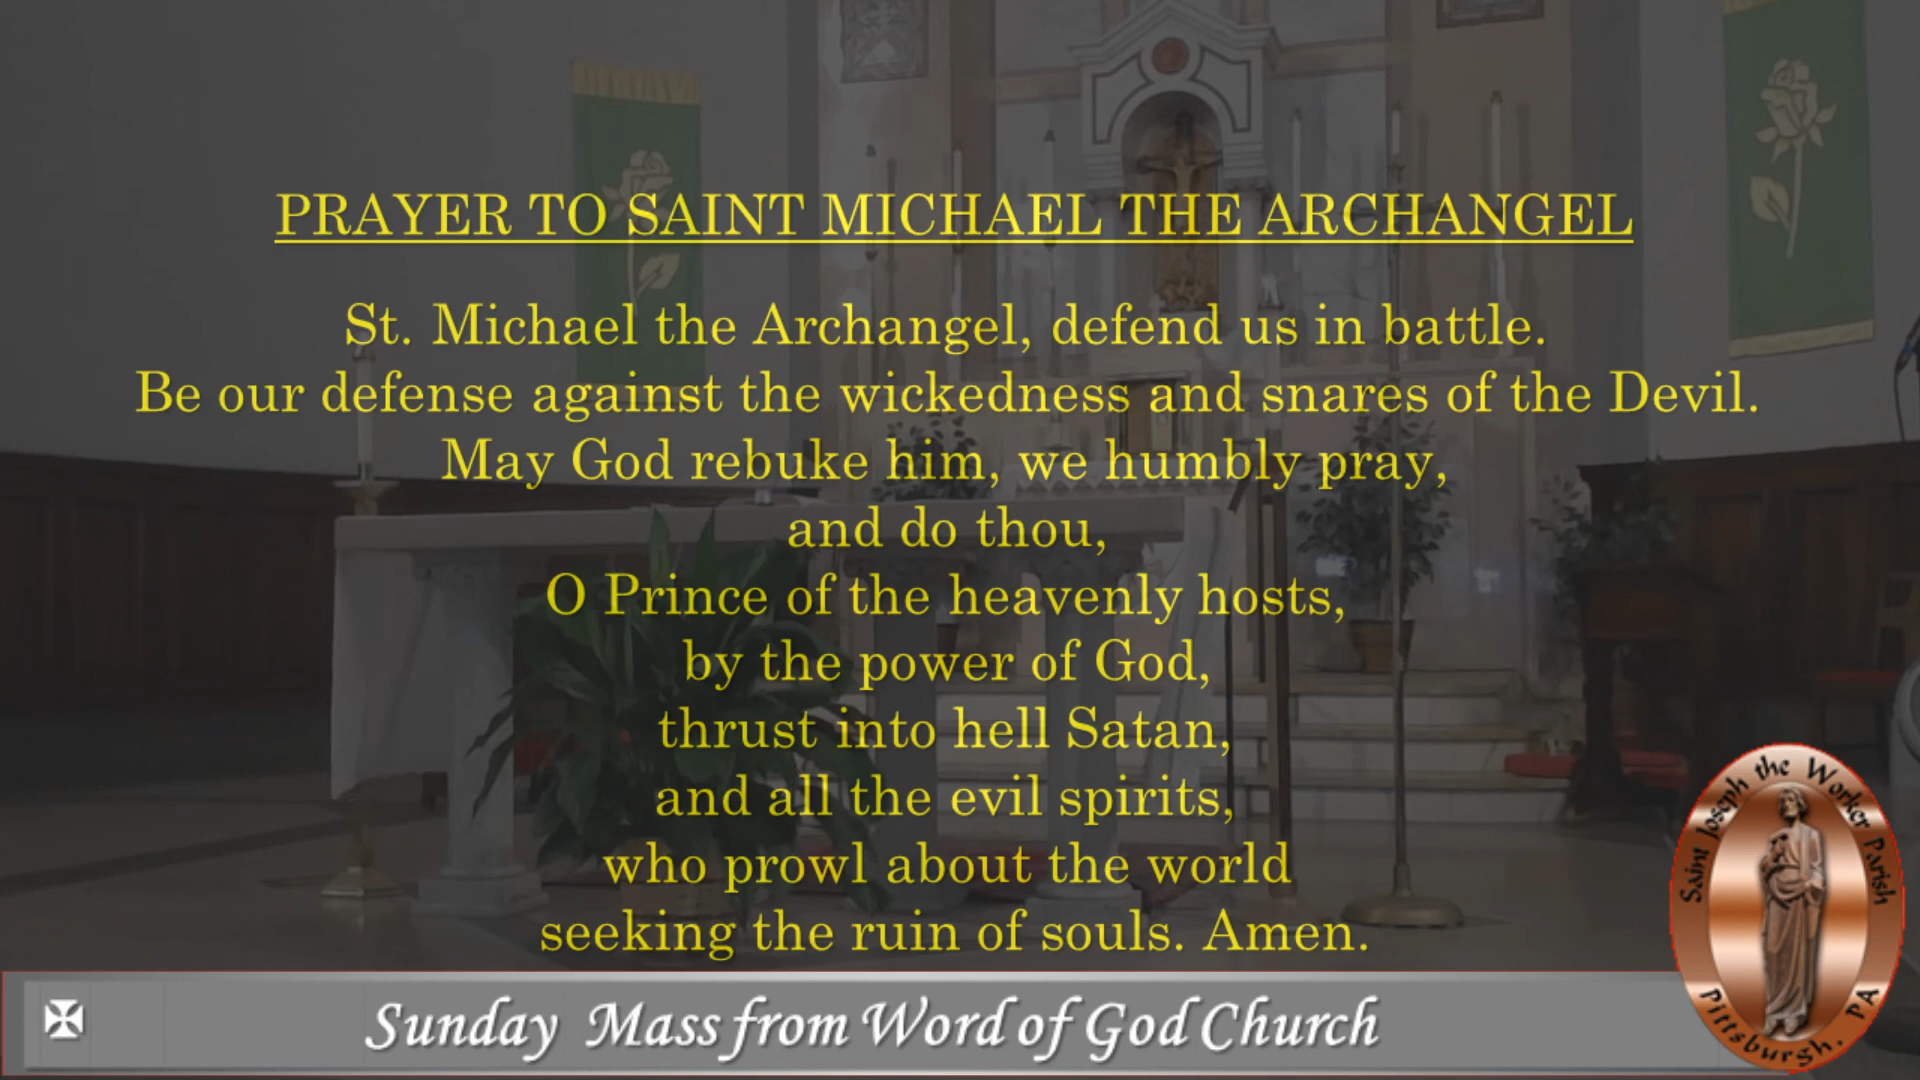 PRAYER TO SAINT MICHAEL THE ARCHANGEL
St. Michael the Archangel, defend us in battle.
Be our defense against the wickedness and snares of the Devil.
May God rebuke him, we humbly pray,
and do thou,
O Prince of the heavenly hosts,
by the power of God,
thrust into hell Satan,
and all the evil spirits,
who prowl about the world
seeking the ruin of souls. Amen.
Saint Joseph the Worker Parish
Pittsburgh, PA
Sunday Mass from Word of God Church